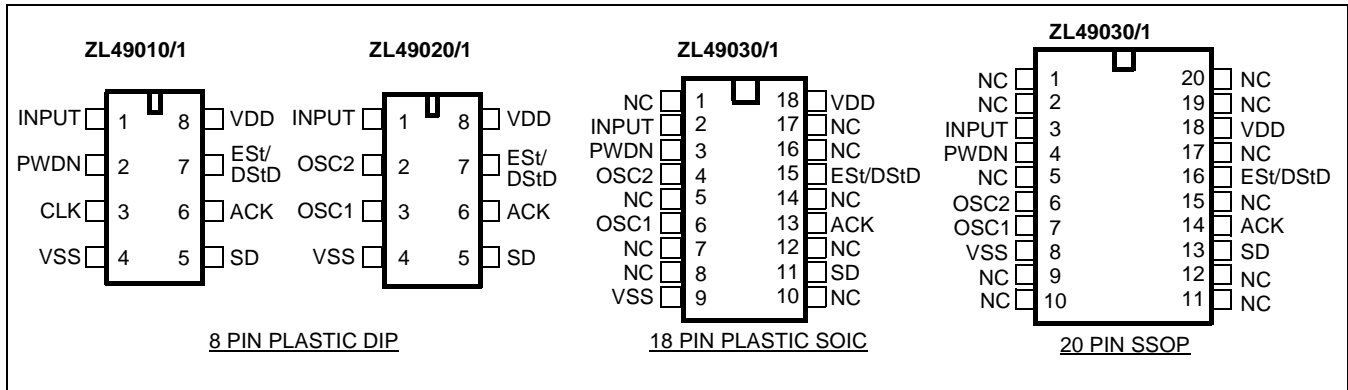 ZL49010/1
INPUT 1 8 VDD
PWDN 2 7 ESt/
DStD
CLK 3 6 ACK
VSS 4 5 SD
ZL49020/1
INPUT 1 8 VDD
OSC2 2 7 ESt/
DStD
OSC1 3 6 ACK
VSS 4 5 SD
8 PIN PLASTIC DIP
ZL49030/1
NC 1 18 VDD
INPUT 2 17 NC
PWDN 3 16 NC
OSC2 4 15 ESt/DStD
NC 5 14 NC
OSC1 6 13 ACK
NC 7 12 NC
NC 8 11 SD
VSS 9 10 NC
18 PIN PLASTIC SOIC
ZL49030/1
NC 1 20 NC
NC 2 19 NC
INPUT 3 18 VDD
PWDN 4 17 NC
NC 5 16 ESt/DStD
OSC2 6 15 NC
OSC1 7 14 ACK
VSS 8 13 SD
NC 9 12 NC
NC 10 11 NC
20 PIN SSOP